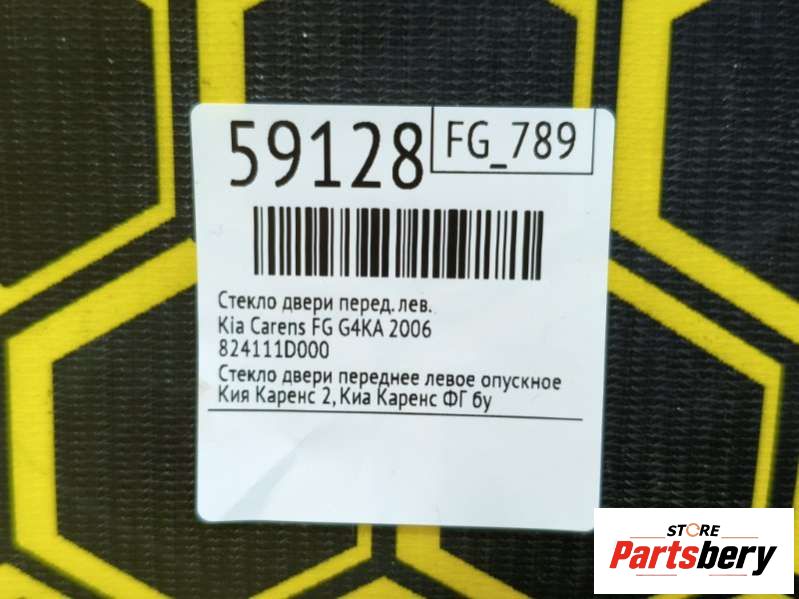 59128
FG_789
Стекло двери перед. лев.
Kia Carens FG G4KA 2006
824111D000
Стекло двери переднее левое опускное
Кия Каренс 2, Киа Каренс ФГ бу
STORE
Partsbery